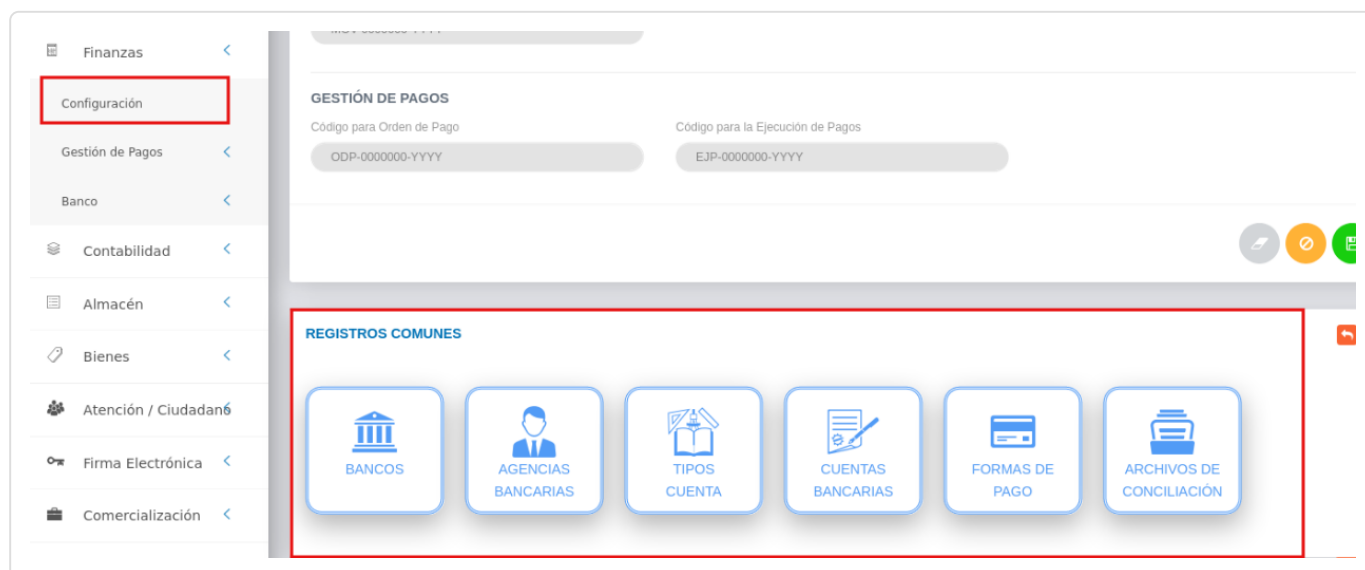 Finanzas
Configuración
Gestión de Pagos
Banco
Contabilidad
Almacén
Bienes
Atención / Ciudadano
Firma Electrónica
Comercialización
GESTIÓN DE PAGOS
Código para Orden de Pago
Código para la Ejecución de Pagos
ODP-0000000-YYYY
EJP-0000000-YYYY
REGISTROS COMUNES
BANCOS
AGENCIAS
BANCARIAS
TIPOS
CUENTA
CUENTAS
BANCARIAS
FORMAS DE
PAGO
ARCHIVOS DE
CONCILIACIÓN